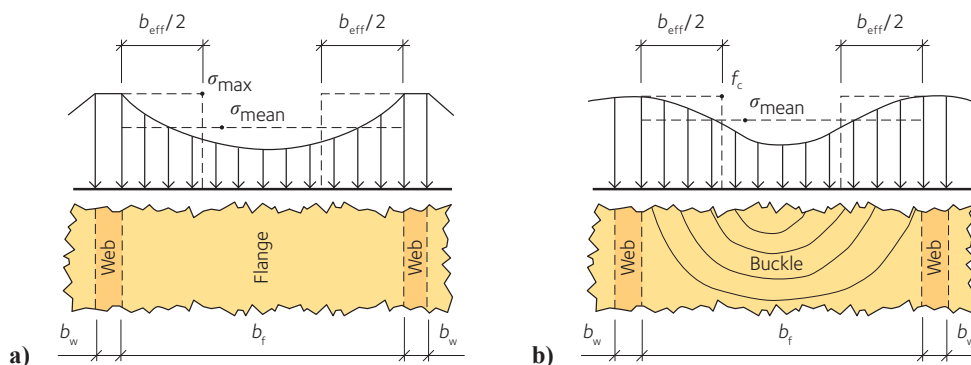 b_eff/2 b_eff/2
σ_max
σ_mean
Web Flange Web
b_w b_f b_w
a)
b_eff/2 b_eff/2
f_c
σ_mean
Web Buckle Web
b_w b_f b_w
b)